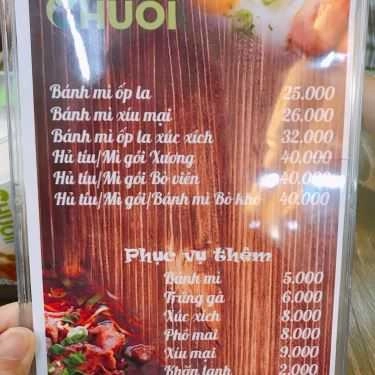 CHUỐI
Bánh mì ốp la 25.000
Bánh mì xíu mại 26.000
Bánh mì ốp la xúc xích 32.000
Hủ tíu/Mì gói Xương 40.000
Hủ tíu/Mì gói Bò viên 40.000
Hủ tíu/Mì gói/Bánh mì Bò kho 40.000
Phục vụ thêm
Bánh mì 5.000
Trứng gà 6.000
Xúc xích 8.000
Phô mai 8.000
Xíu mại 9.000
Khăn lạnh 2.000